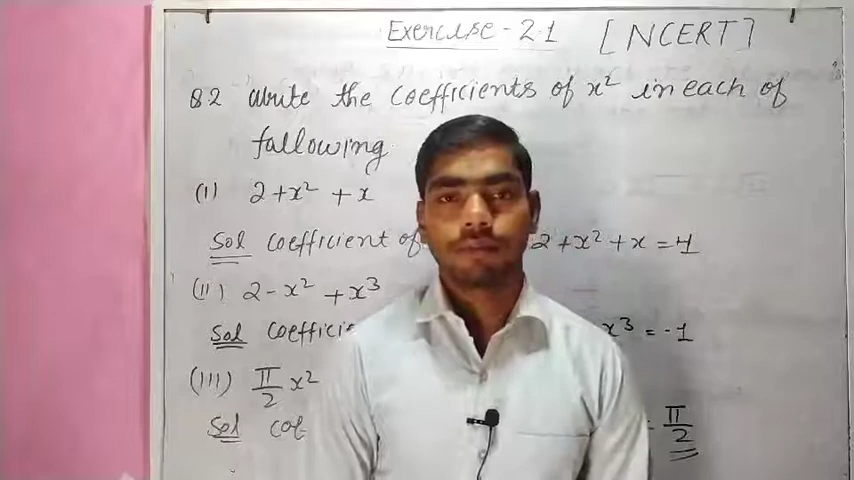 Exercise - 2.1 [NCERT]
Q2 Write the coefficients of x² in each of
following
(i) 2+x² +x
Sol coefficient of 2+x²+x = 1
(ii) 2-x² +x³
Sol coeffici x³ = -1
(iii) π/2 x²
Sol = π/2